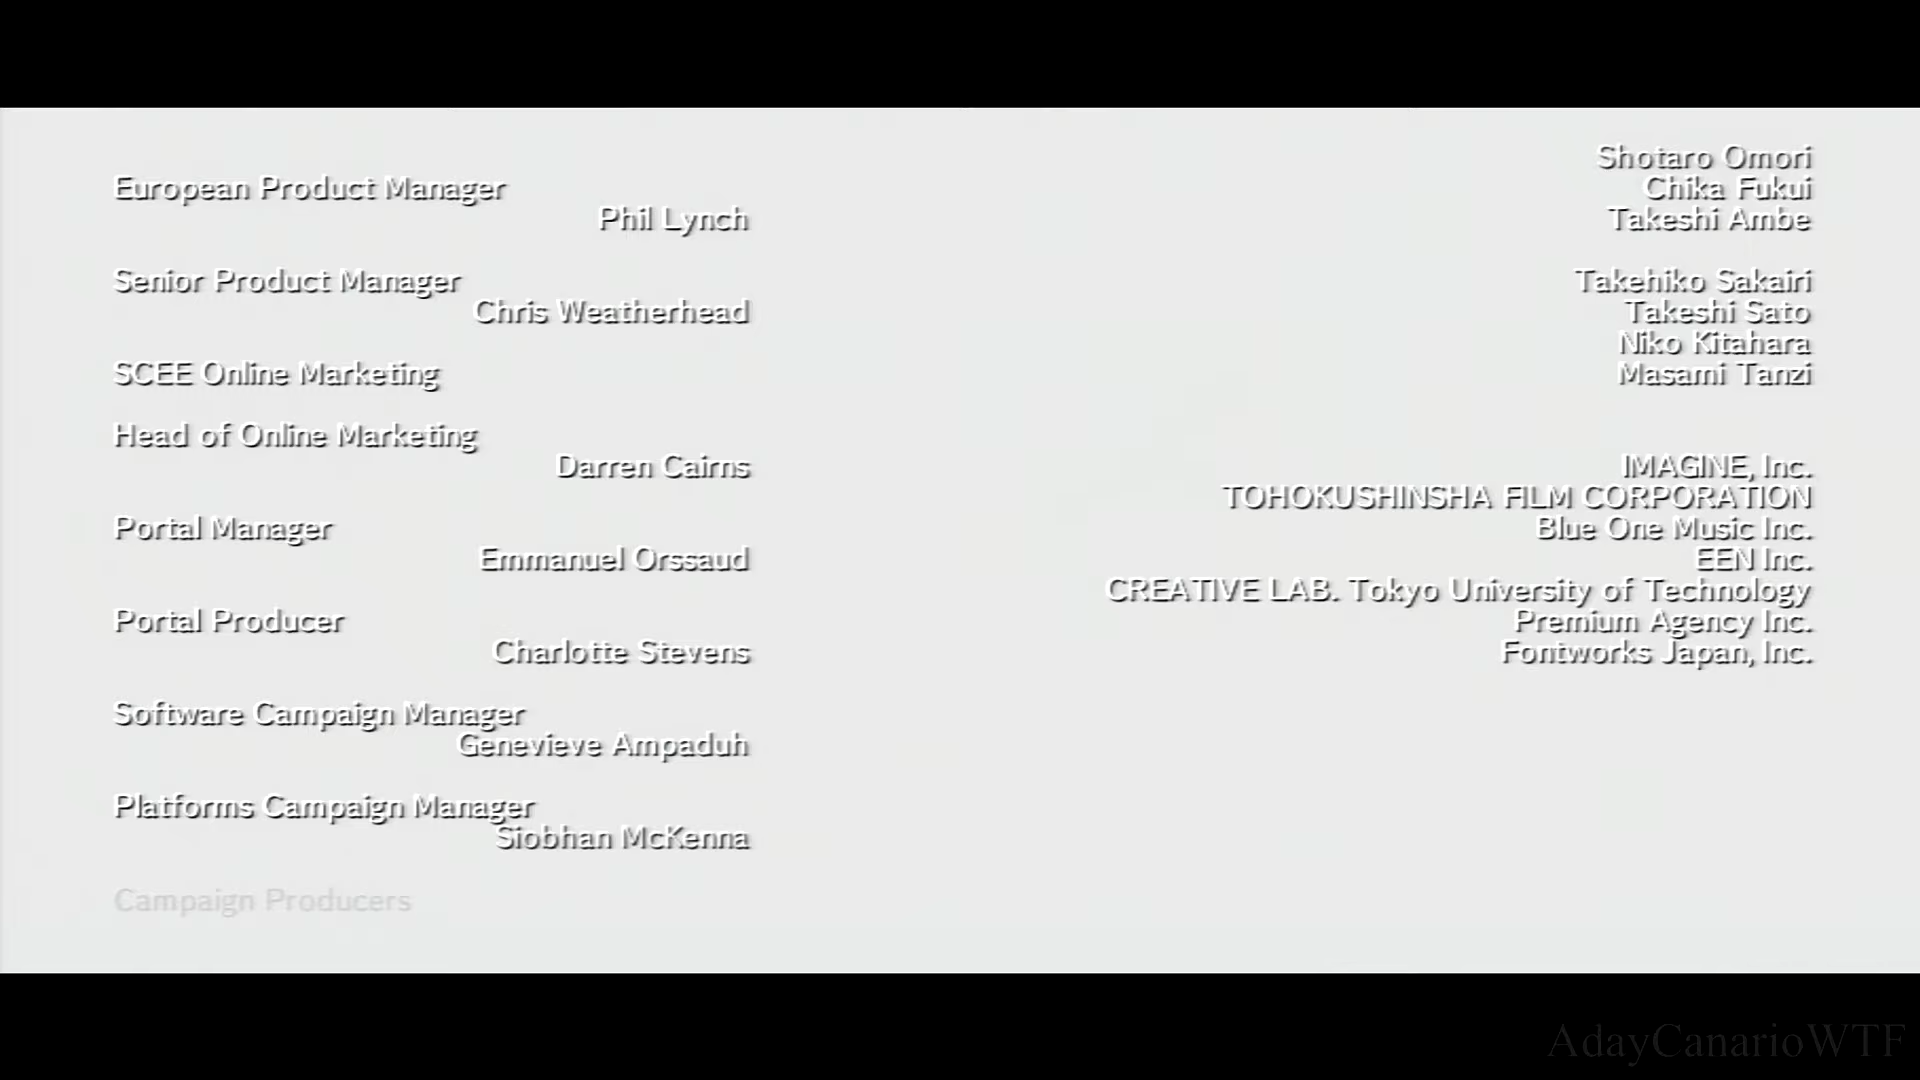 European Product Manager
Phil Lynch
Senior Product Manager
Chris Weatherhead
SCEE Online Marketing
Head of Online Marketing
Darren Cairns
Portal Manager
Emmanuel Orssaud
Portal Producer
Charlotte Stevens
Software Campaign Manager
Genevieve Ampaduh
Platforms Campaign Manager
Siobhan McKenna
Campaign Producers
Shotaro Omori
Chika Fukui
Takeshi Ambe
Takehiko Sakairi
Takeshi Sato
Niko Kitahara
Masami Tanzi
IMAGINE, Inc.
TOHOKUSHINSHA FILM CORPORATION
Blue One Music Inc.
EEN Inc.
CREATIVE LAB. Tokyo University of Technology
Premium Agency Inc.
Fontworks Japan, Inc.
AdayCanarioWTF